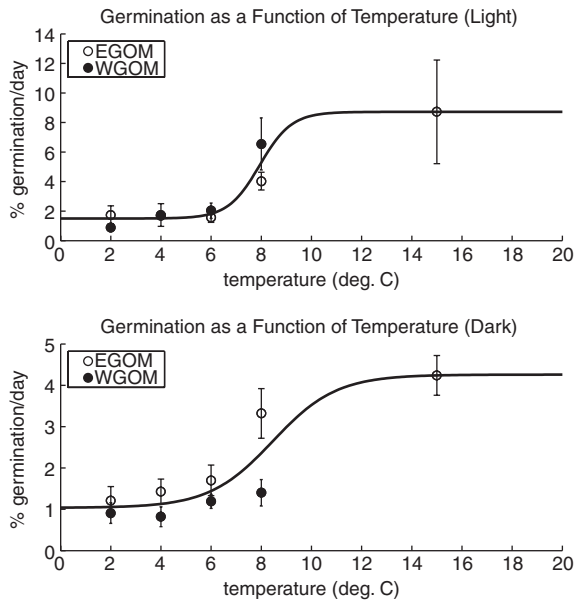 Germination as a Function of Temperature (Light)
14
12
10
8
6
4
2
0
% germination/day
EGOM
WGOM
0 2 4 6 8 10 12 14 16 18 20
temperature (deg. C)
Germination as a Function of Temperature (Dark)
5
4
3
2
1
0
% germination/day
EGOM
WGOM
0 2 4 6 8 10 12 14 16 18 20
temperature (deg. C)